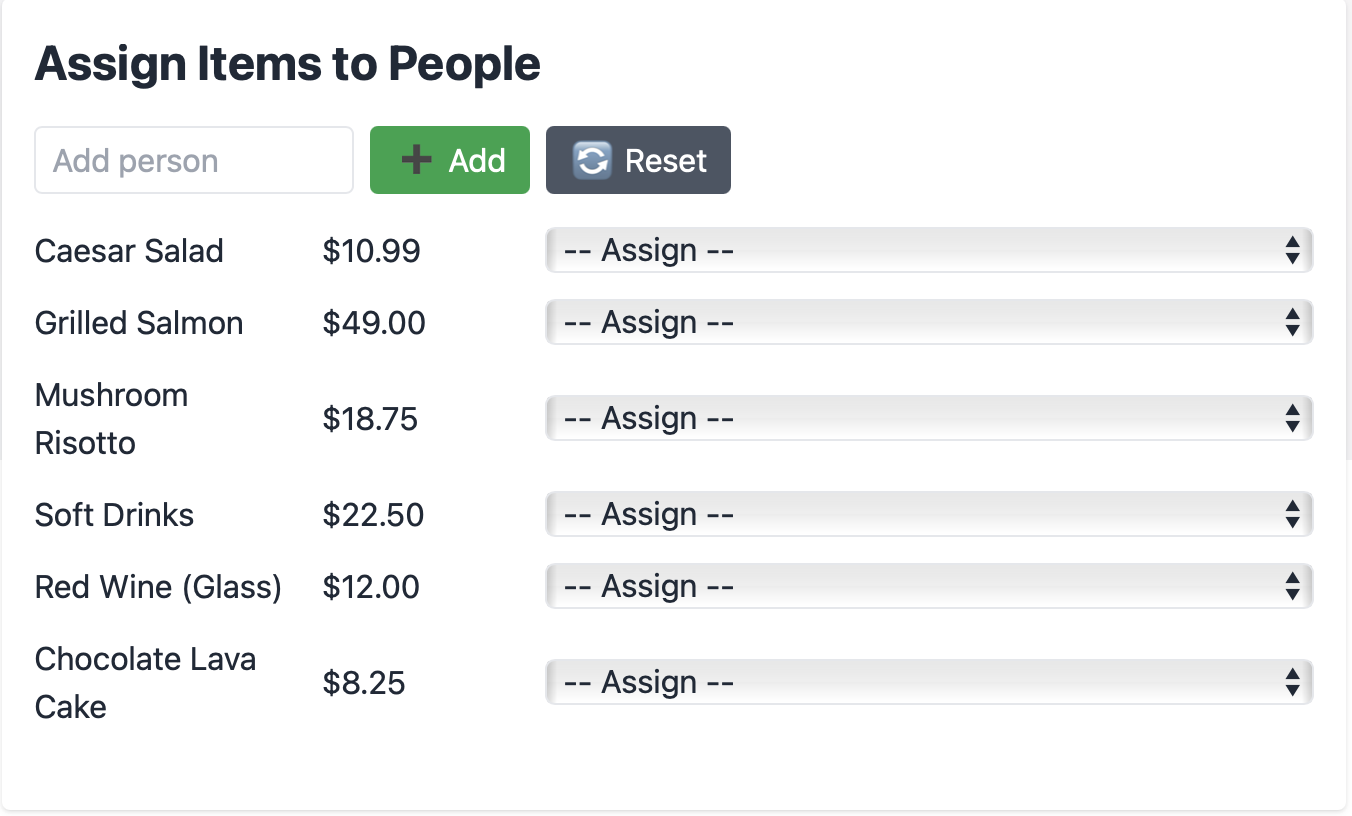 Assign Items to People
Add person
➕ Add
🔄 Reset
Caesar Salad $10.99 -- Assign --
Grilled Salmon $49.00 -- Assign --
Mushroom
Risotto
$18.75 -- Assign --
Soft Drinks $22.50 -- Assign --
Red Wine (Glass) $12.00 -- Assign --
Chocolate Lava
Cake
$8.25 -- Assign --